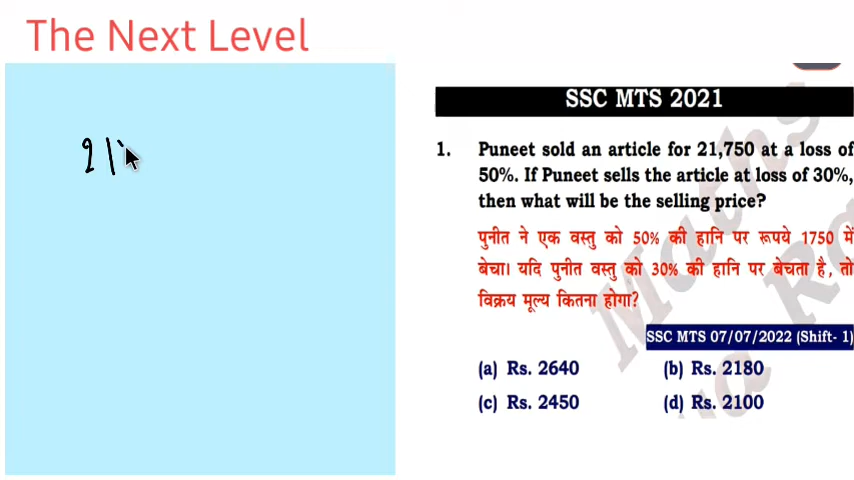 The Next Level
21
SSC MTS 2021
1. Puneet sold an article for 21,750 at a loss of
50%. If Puneet sells the article at loss of 30%,
then what will be the selling price?
पुनीत ने एक वस्तु को 50% की हानि पर रूपये 1750 में
बेचा। यदि पुनीत वस्तु को 30% की हानि पर बेचता है, तो
विक्रय मूल्य कितना होगा?
SSC MTS 07/07/2022 (Shift- 1)
(a) Rs. 2640 (b) Rs. 2180
(c) Rs. 2450 (d) Rs. 2100